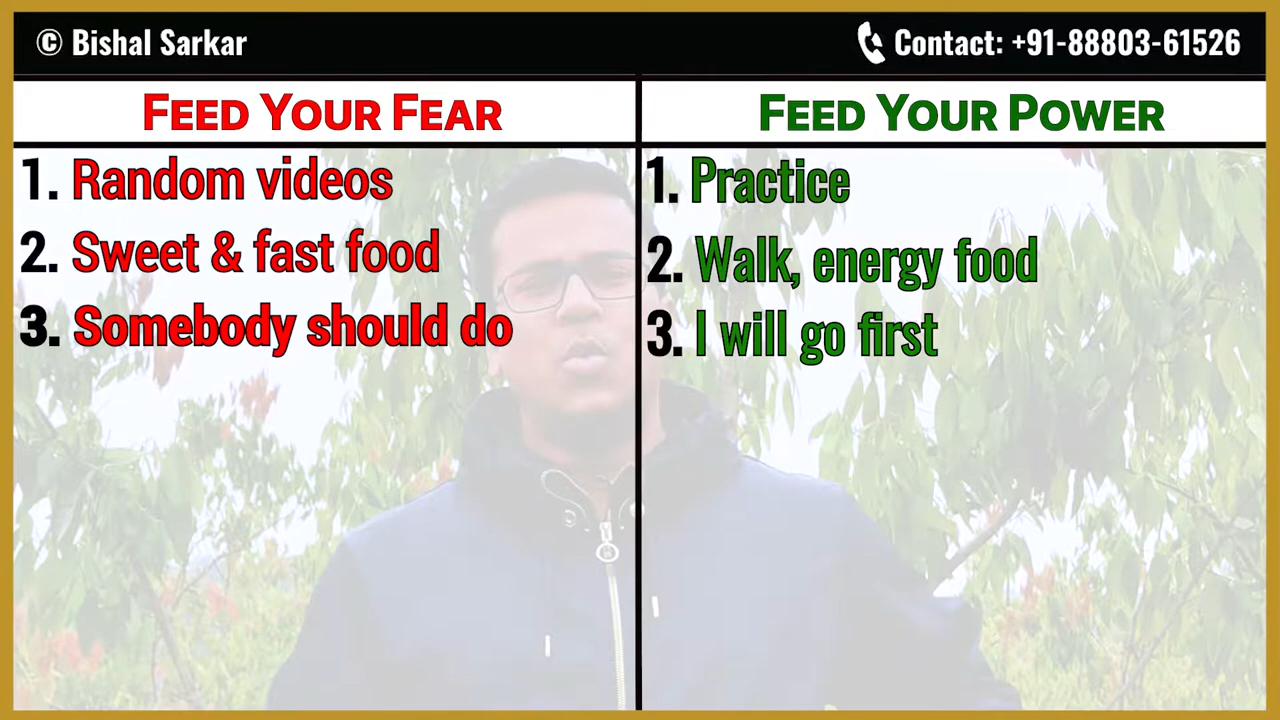 © Bishal Sarkar
Contact: +91-88803-61526
FEED YOUR FEAR
FEED YOUR POWER
1. Random videos
2. Sweet & fast food
3. Somebody should do
1. Practice
2. Walk, energy food
3. I will go first